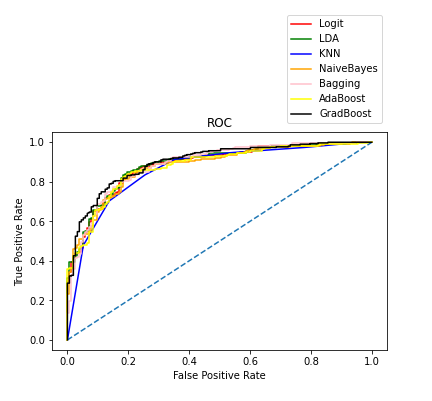 Logit
LDA
KNN
NaiveBayes
Bagging
AdaBoost
GradBoost
ROC
True Positive Rate
1.0
0.8
0.6
0.4
0.2
0.0
0.0 0.2 0.4 0.6 0.8 1.0
False Positive Rate